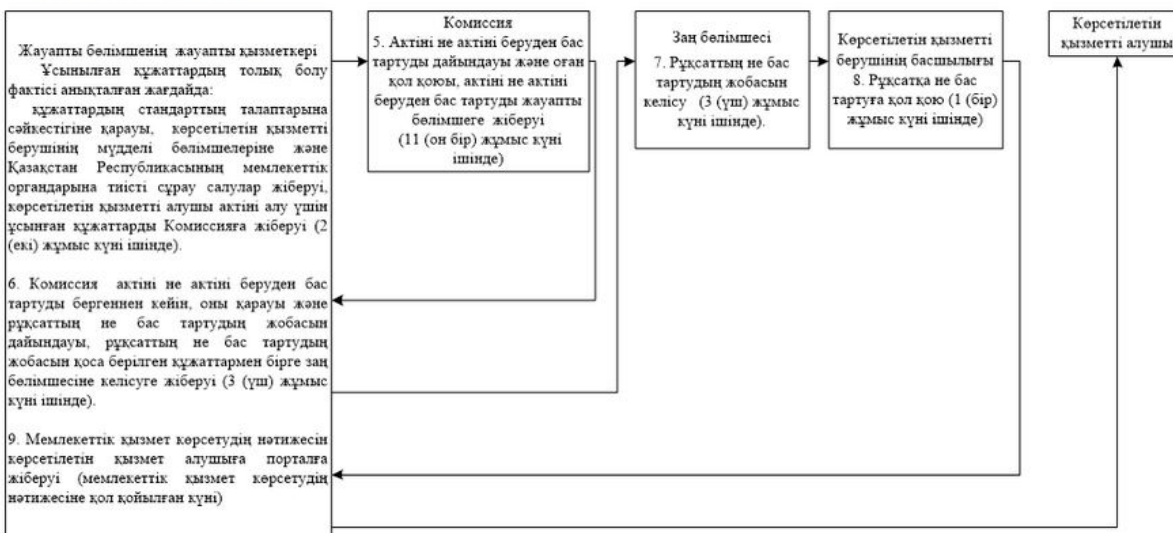 Жауапты бөлімшенің жауапты қызметкері
Ұсынылған құжаттардың толық болу
фактісі анықталған жағдайда:
құжаттардың стандарттың талаптарына
сәйкестігіне қарауы, көрсетілетін қызметті
берушінің мүдделі бөлімшелеріне және
Қазақстан Республикасының мемлекеттік
органдарына тиісті сұрау салулар жіберуі,
көрсетілетін қызметті алушы актіні алу үшін
ұсынған құжаттарды Комиссияға жіберуі (2
(екі) жұмыс күні ішінде).
6. Комиссия актіні не актіні беруден бас
тартуды бергеннен кейін, оны қарауы және
рұқсаттың не бас тартудың жобасын
дайындауы, рұқсаттың не бас тартудың
жобасын қоса берілген құжаттармен бірге заң
бөлімшесіне келісуге жіберуі (3 (үш) жұмыс
күні ішінде).
9. Мемлекеттік қызмет көрсетудің нәтижесін
көрсетілетін қызмет алушыға порталға
жіберуі (мемлекеттік қызмет көрсетудің
нәтижесіне қол қойылған күні)
Комиссия
5. Актіні не актіні беруден бас
тартуды дайындауы және оған
қол қоюы, актіні не актіні
беруден бас тартуды жауапты
бөлімшеге жіберуі
(11 (он бір) жұмыс күні
ішінде)
Заң бөлімшесі
7. Рұқсаттың не бас
тартудың жобасын
келісу (3 (үш) жұмыс
күні ішінде).
Көрсетілетін қызметті
берушінің басшылығы
8. Рұқсатқа не бас
тартуға қол қою (1 (бір)
жұмыс күні ішінде)
Көрсетілетін
қызметті алушы